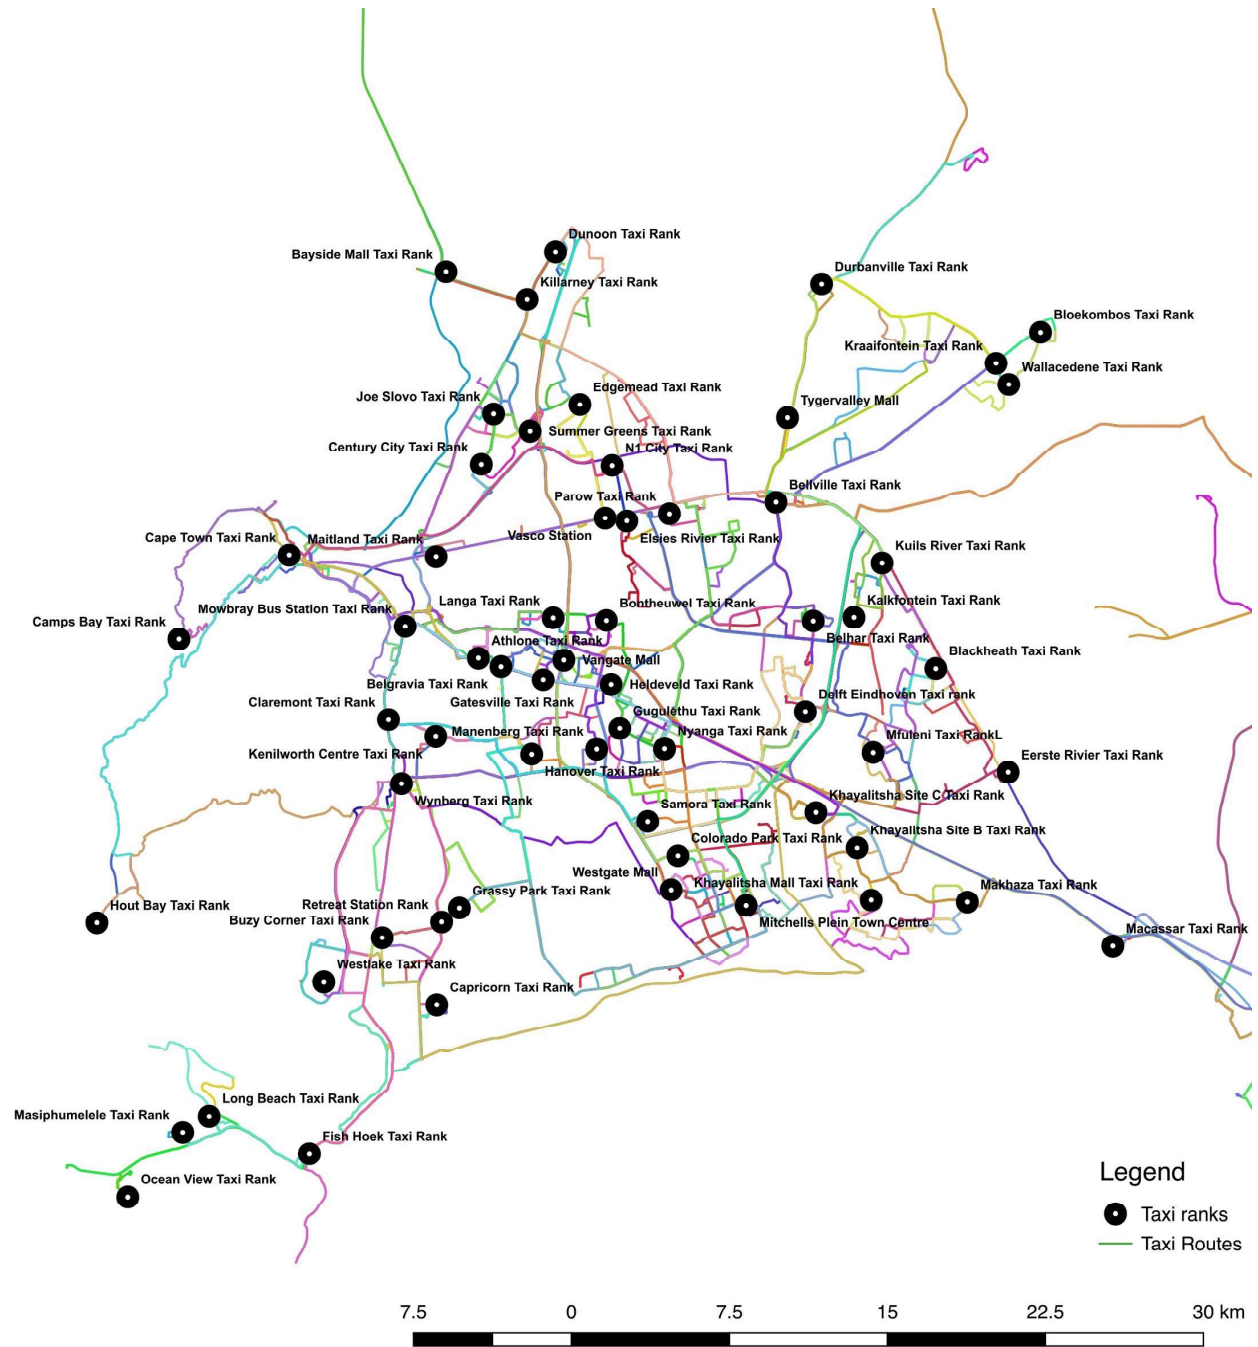 Dunoon Taxi Rank
Bayside Mall Taxi Rank
Durbanville Taxi Rank
Killarney Taxi Rank
Bloekombos Taxi Rank
Kraaifontein Taxi Rank
Wallacedene Taxi Rank
Edgemead Taxi Rank
Joe Slovo Taxi Rank
Tygervalley Mall
Summer Greens Taxi Rank
Century City Taxi Rank
N1 City Taxi Rank
Bellville Taxi Rank
Parow Taxi Rank
Vasco Station
Elsies Rivier Taxi Rank
Cape Town Taxi Rank
Maitland Taxi Rank
Kuils River Taxi Rank
Langa Taxi Rank
Bontheuwel Taxi Rank
Kalkfontein Taxi Rank
Mowbray Bus Station Taxi Rank
Camps Bay Taxi Rank
Athlone Taxi Rank
Belhar Taxi Rank
Blackheath Taxi Rank
Vangate Mall
Belgravia Taxi Rank
Heldeveld Taxi Rank
Delft Eindhoven Taxi rank
Claremont Taxi Rank
Gatesville Taxi Rank
Gugulethu Taxi Rank
Manenberg Taxi Rank
Nyanga Taxi Rank
Mfuleni Taxi RankL
Kenilworth Centre Taxi Rank
Eerste Rivier Taxi Rank
Hanover Taxi Rank
Khayalitsha Site C Taxi Rank
Wynberg Taxi Rank
Samora Taxi Rank
Khayalitsha Site B Taxi Rank
Colorado Park Taxi Rank
Westgate Mall
Khayalitsha Mall Taxi Rank
Makhaza Taxi Rank
Grassy Park Taxi Rank
Hout Bay Taxi Rank
Retreat Station Rank
Buzy Corner Taxi Rank
Mitchells Plein Town Centre
Macassar Taxi Rank
Westlake Taxi Rank
Capricorn Taxi Rank
Long Beach Taxi Rank
Masiphumelele Taxi Rank
Fish Hoek Taxi Rank
Ocean View Taxi Rank
Legend
Taxi ranks
Taxi Routes
7.5 0 7.5 15 22.5 30 km